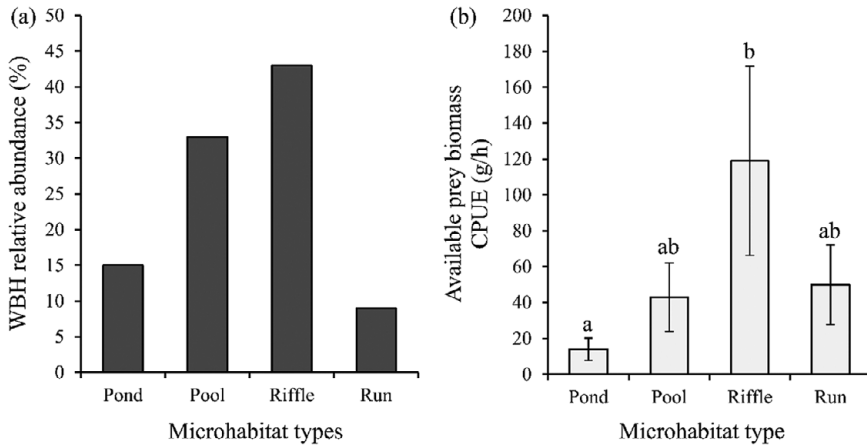 (a)
WBH relative abundance (%)
50
45
40
35
30
25
20
15
10
5
0
Pond Pool Riffle Run
Microhabitat types
(b)
Available prey biomass
CPUE (g/h)
200
180
160
140
120
100
80
60
40
20
0
a
ab
b
ab
Pond Pool Riffle Run
Microhabitat type